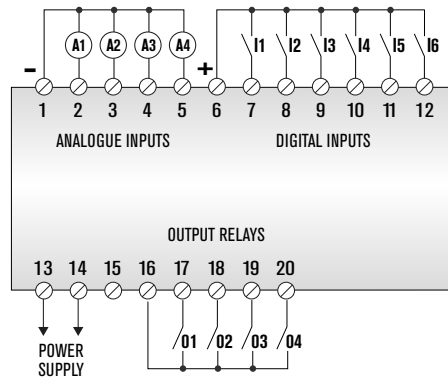 A1 A2 A3 A4 I1 I2 I3 I4 I5 I6
- +
1 2 3 4 5 6 7 8 9 10 11 12
ANALOGUE INPUTS DIGITAL INPUTS
OUTPUT RELAYS
13 14 15 16 17 18 19 20
01 02 03 04
POWER
SUPPLY